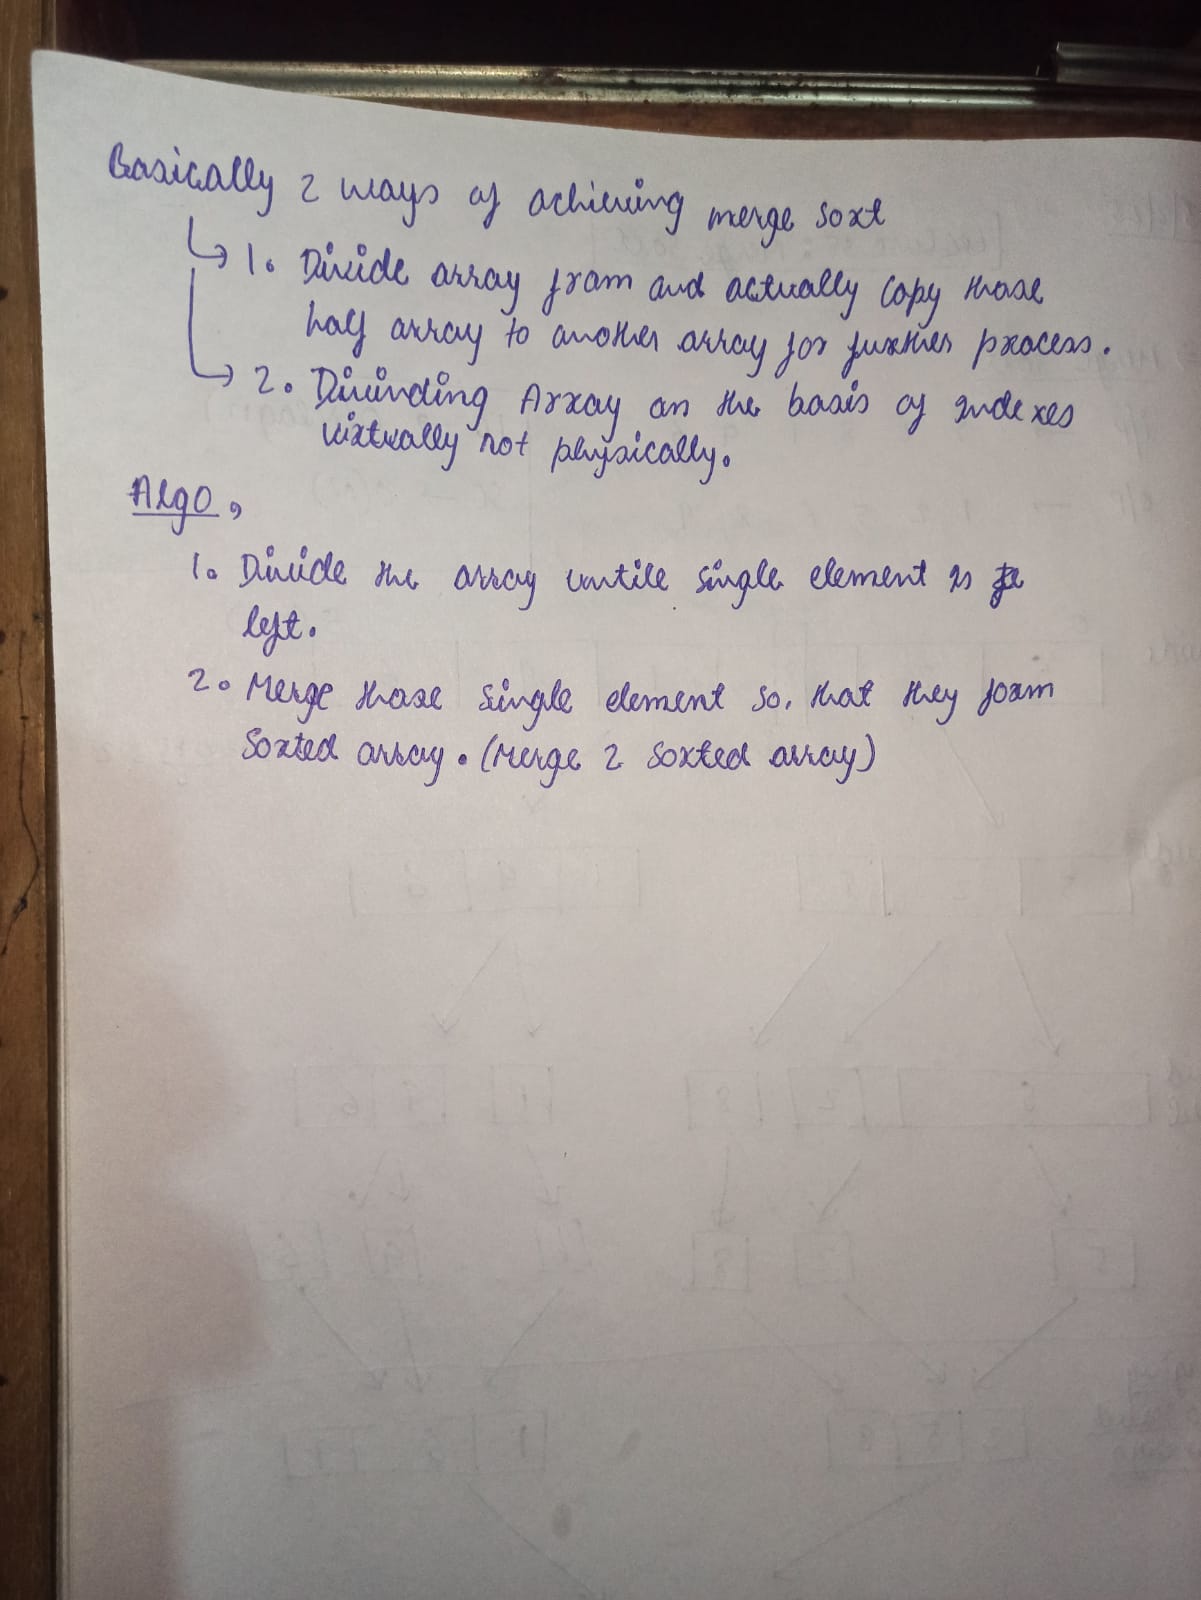 Basically 2 ways of achieving merge sort
1. Divide array from and actually copy those
half array to another array for further process.
2. Divinding Array on the basis of indexes
virtually not physically.
Algo,
1. Divide the array untile single element is
left.
2. Merge those single element so, that they form
sorted array. (Merge 2 sorted array)